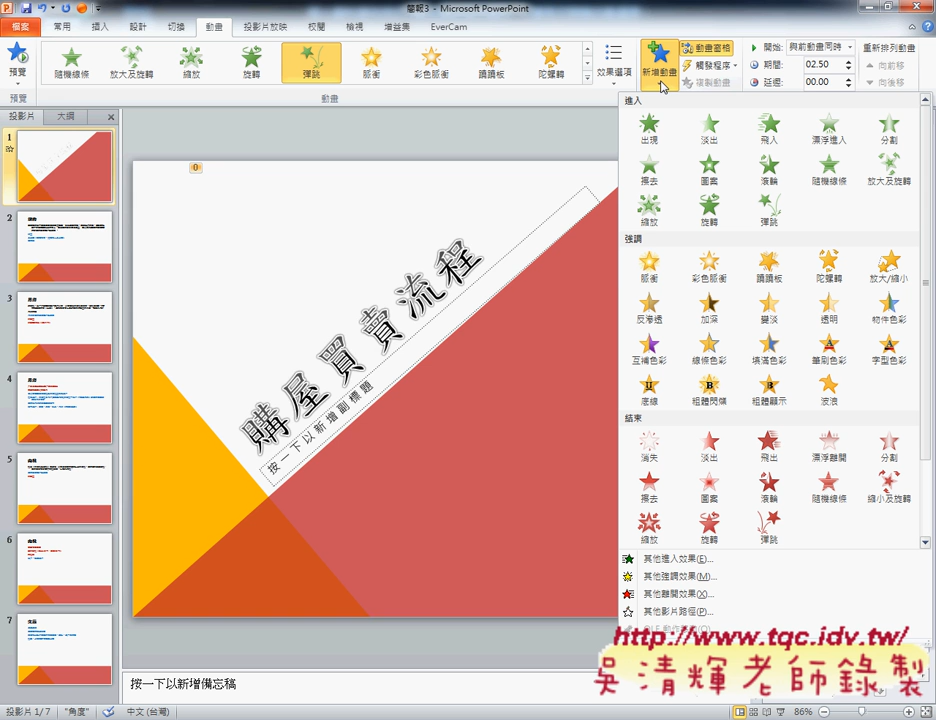 簡報3 - Microsoft PowerPoint
檔案 常用 插入 設計 切換 動畫 投影片放映 校閱 檢視 增益集 EverCam
預覽 隨機線條 放大及旋轉 縮放 旋轉 彈跳 脈衝 彩色脈衝 蹺蹺板 陀螺轉 效果選項 新增動畫
動畫窗格 開始: 與前動畫同時 重新排列動畫
觸發程序 期間: 02.50 向前移
複製動畫 延遲: 00.00 向後移
預覽 動畫
投影片 大綱
1
2
3
4
5
6
7
0
購屋買賣流程
按一下以新增副標題
進入
出現 淡出 飛入 漂浮進入 分割
擦去 圖案 滾輪 隨機線條 放大及旋轉
縮放 旋轉 彈跳
強調
脈衝 彩色脈衝 蹺蹺板 陀螺轉 放大/縮小
反滲透 加深 變淡 透明 物件色彩
互補色彩 線條色彩 填滿色彩 筆刷色彩 字型色彩
底線 粗體閃爍 粗體顯示 波浪
結束
消失 淡出 飛出 漂浮離開 分割
擦去 圖案 滾輪 隨機線條 縮小及旋轉
縮放 旋轉 彈跳
其他進入效果(E)...
其他強調效果(M)...
其他離開效果(X)...
其他影片路徑(P)...
http://www.tqc.idv.tw/
吳清輝老師錄製
按一下以新增備忘稿
投影片 1/7 "角度" 中文 (台灣) 86%